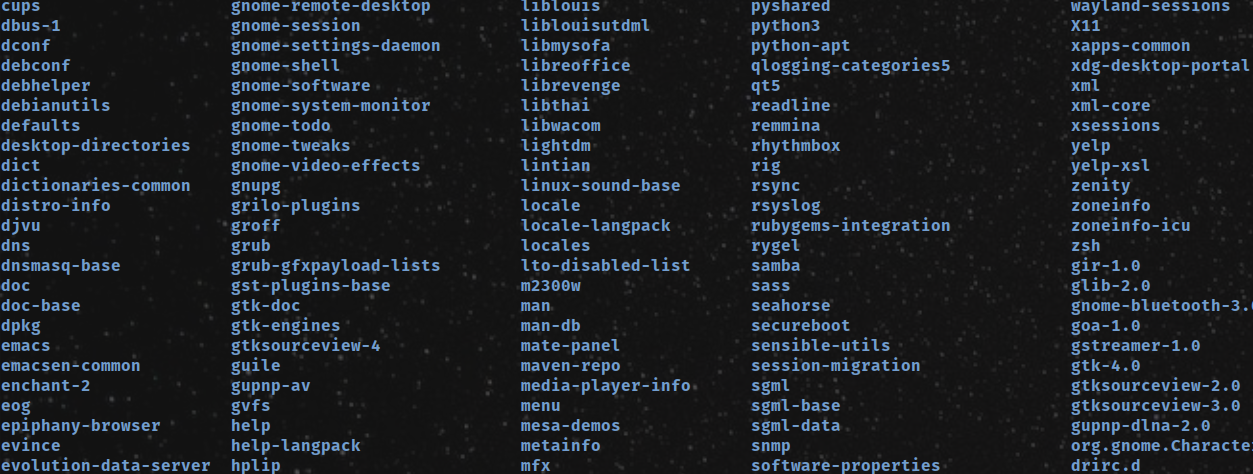 cups gnome-remote-desktop liblouis pyshared wayland-sessions
dbus-1 gnome-session liblouisutdml python3 X11
dconf gnome-settings-daemon libmysofa python-apt xapps-common
debconf gnome-shell libreoffice qlogging-categories5 xdg-desktop-portal
debhelper gnome-software librevenge qt5 xml
debianutils gnome-system-monitor libthai readline xml-core
defaults gnome-todo libwacom remmina xsessions
desktop-directories gnome-tweaks lightdm rhythmbox yelp
dict gnome-video-effects lintian rig yelp-xsl
dictionaries-common gnupg linux-sound-base rsync zenity
distro-info grilo-plugins locale rsyslog zoneinfo
djvu groff locale-langpack rubygems-integration zoneinfo-icu
dns grub locales rygel zsh
dnsmasq-base grub-gfxpayload-lists lto-disabled-list samba gir-1.0
doc gst-plugins-base m2300w sass glib-2.0
doc-base gtk-doc man seahorse gnome-bluetooth-3.0
dpkg gtk-engines man-db secureboot goa-1.0
emacs gtksourceview-4 mate-panel sensible-utils gstreamer-1.0
emacsen-common guile maven-repo session-migration gtk-4.0
enchant-2 gupnp-av media-player-info sgml gtksourceview-2.0
eog gvfs menu sgml-base gtksourceview-3.0
epiphany-browser help mesa-demos sgml-data gupnp-dlna-2.0
evince help-langpack metainfo snmp org.gnome.Characte
evolution-data-server hplip mfx software-properties drirc.d